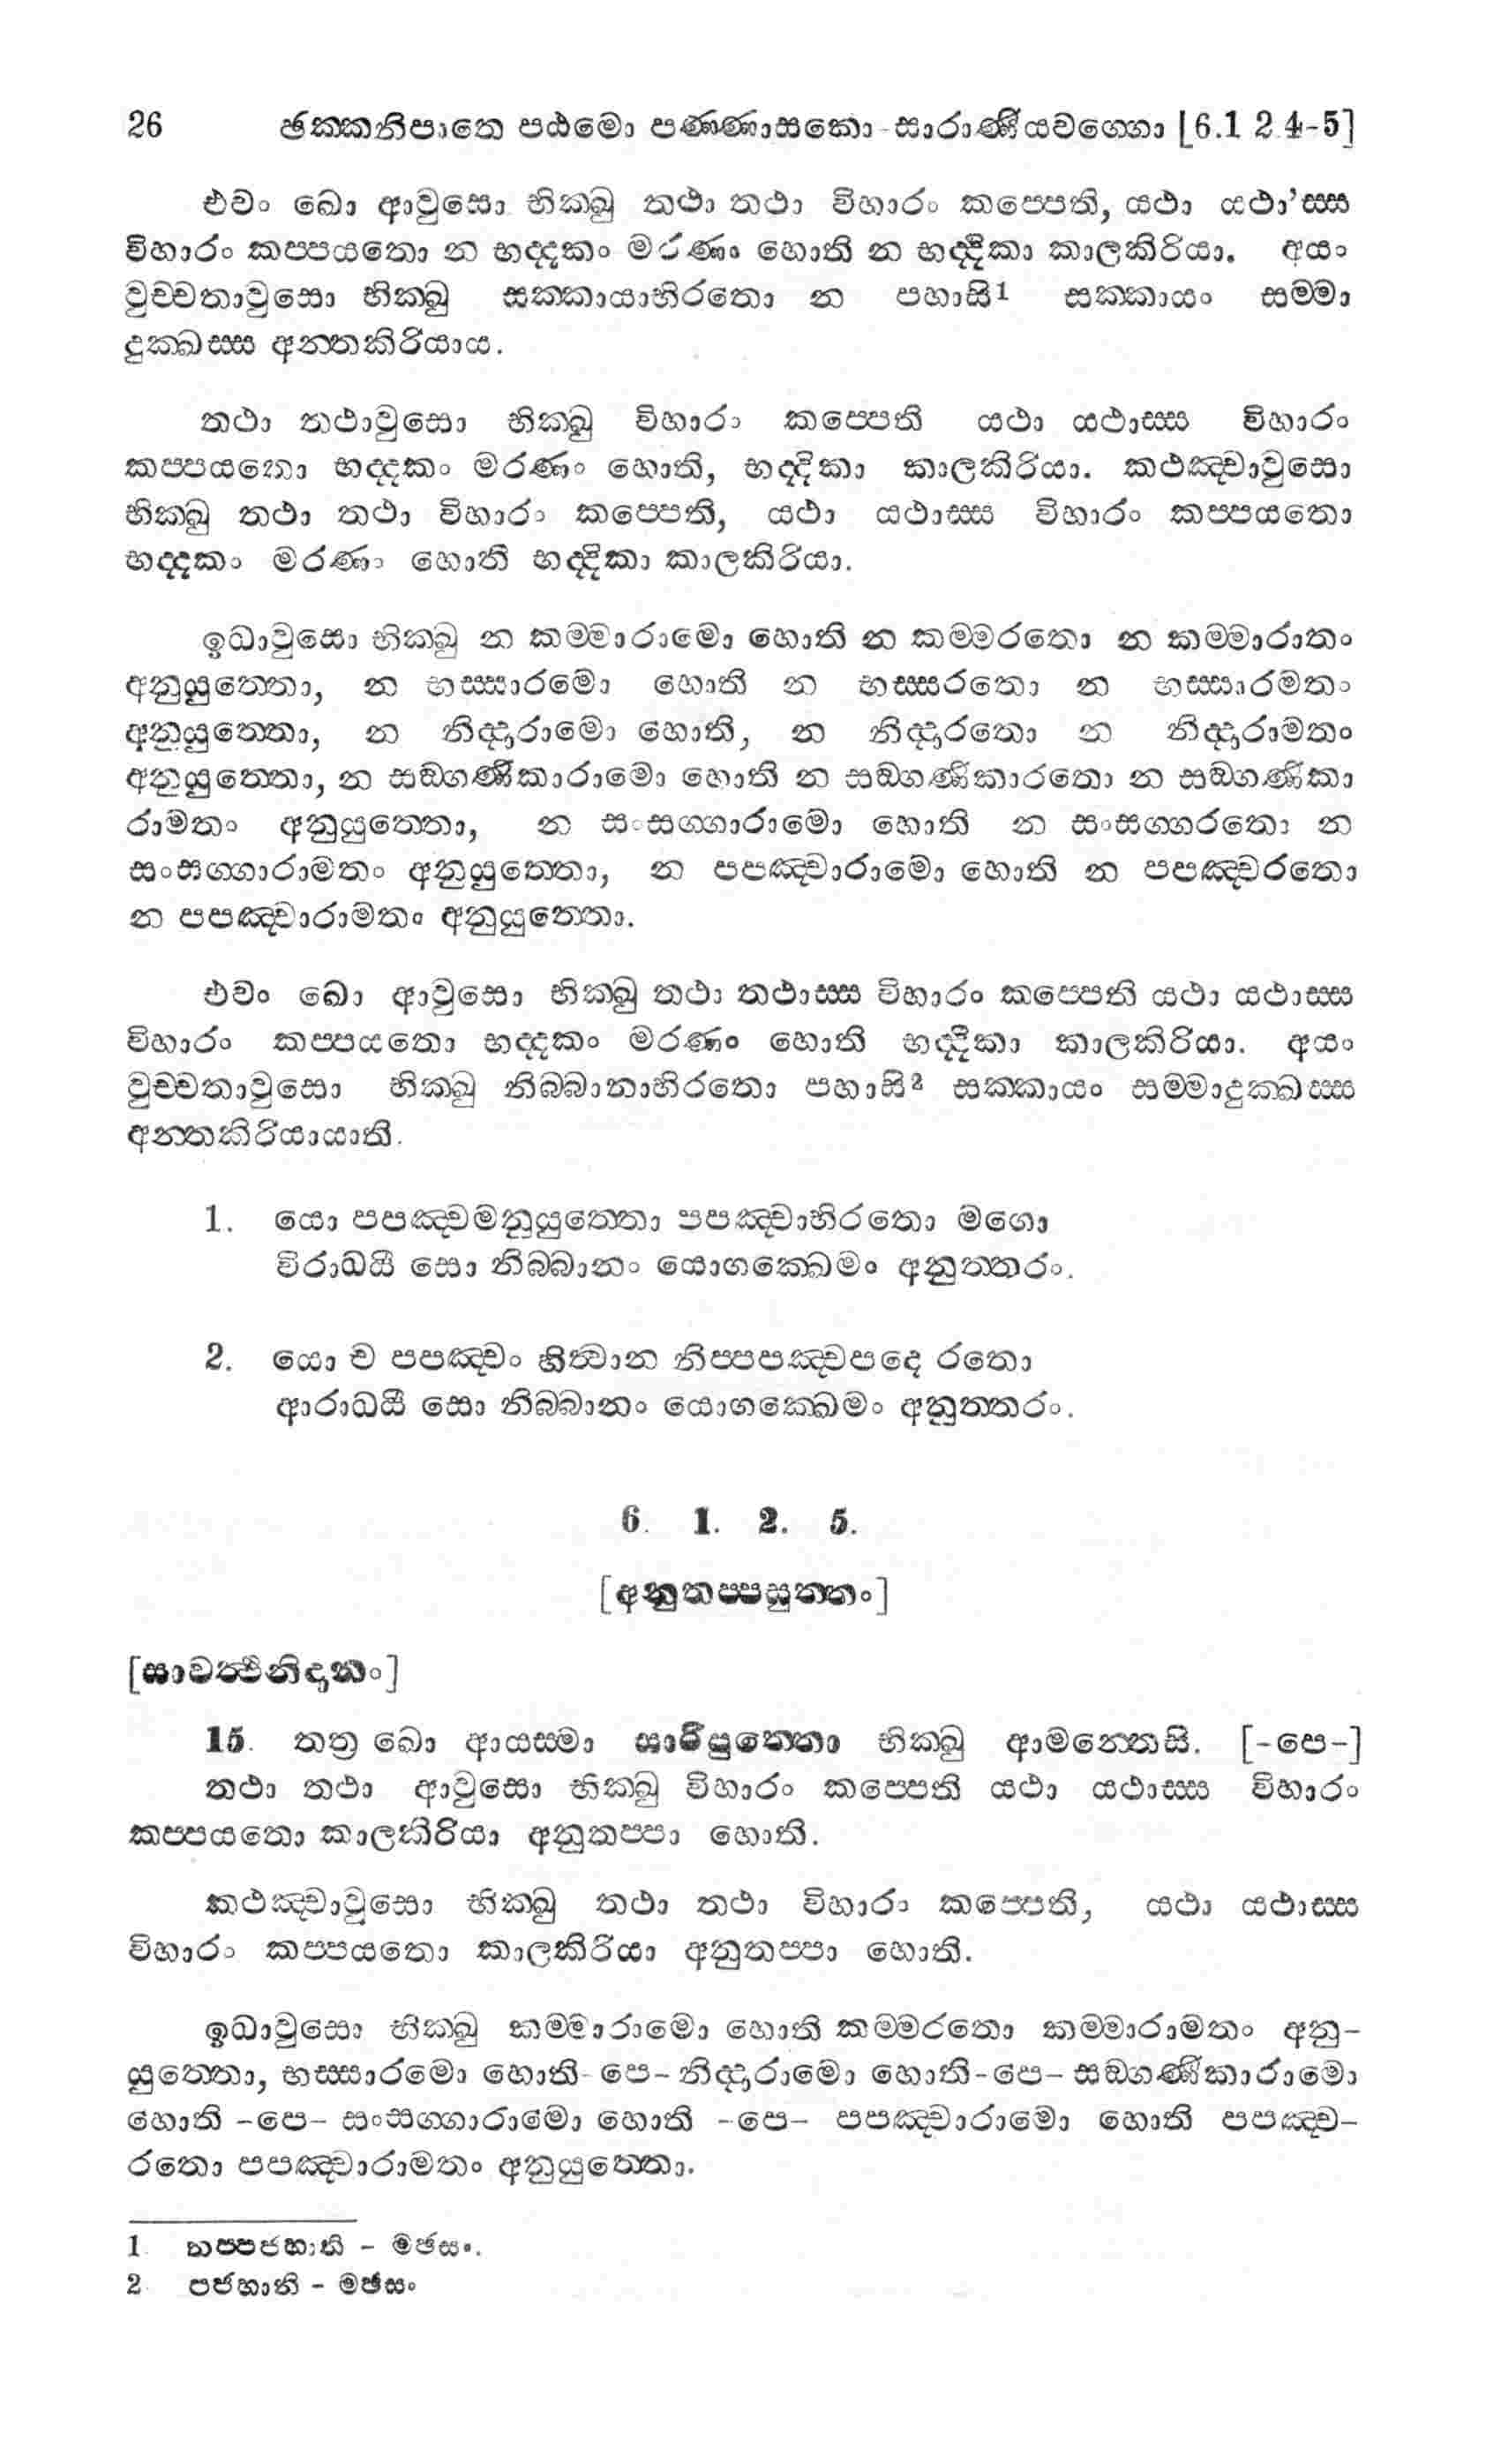 26 ඡක්කනිපාතෙ පඨමො පණ්ණාසකො - සාරාණීයවග්ගො [6.1 2 4-5]
එවං ඛො ආවුසො භික්ඛු තථා තථා විහාරං කප්පෙති, යථා යථා’ස්ස
විහාරං කප්පයතො න භද්දකං මරණං හොති න භද්දිකා කාලකිරියා. අයං
වුච්චතාවුසො භික්ඛු සක්කායාභිරතො න පහාසි1 සක්කායං සම්මා
දුක්ඛස්ස අන්තකිරියාය.
තථා තථාවුසො භික්ඛු විහාරං කප්පෙති යථා යථාස්ස විහාරං
කප්පයතො භද්දකං මරණං හොති, භද්දිකා කාලකිරියා. කථඤ්චාවුසො
භික්ඛු තථා තථා විහාරං කප්පෙති, යථා යථාස්ස විහාරං කප්පයතො
භද්දකං මරණං හොති භද්දිකා කාලකිරියා.
ඉධාවුසො භික්ඛු න කම්මාරාමො හොති න කම්මරතො න කම්මාරාතං
අනුයුත්තො, න භස්සාරමො හොති න භස්සරතො න භස්සාරමතං
අනුයුත්තො, න නිද්දාරාමො හොති, න නිද්දාරතො න නිද්දාරාමතං
අනුයුත්තො, න සඞ්ගණිකාරාමො හොති න සඞ්ගණිකාරතො න සඞ්ගණිකා
රාමතං අනුයුත්තො, න සංසග්ගාරාමො හොති න සංසග්ගරතො න
සංසග්ගාරාමතං අනුයුත්තො, න පපඤ්චාරාමො හොති න පපඤ්චරතො
න පපඤ්චාරාමතං අනුයුත්තො.
එවං ඛො ආවුසො භික්ඛු තථා තථාස්ස විහාරං කප්පෙති යථා යථාස්ස
විහාරං කප්පයතො භද්දකං මරණං හොති භද්දිකා කාලකිරියා. අයං
වුච්චතාවුසො භික්ඛු නිබ්බානාභිරතො පහාසි2 සක්කායං සම්මාදුක්ඛස්ස
අන්තකිරියායාති.
1. යො පපඤ්චමනුයුත්තො පපඤ්චාභිරතො මගො
විරාධයී සො නිබ්බානං යොගක්ඛෙමං අනුත්තරං.
2. යො ච පපඤ්චං හිත්වාන නිප්පපඤ්චපදෙ රතො
ආරාධයී සො නිබ්බානං යොගක්ඛෙමං අනුත්තරං.
6. 1. 2. 5.
[අනුතප්පසුත්තං]
[සාවත්ථිනිදානං]
15. තත්‍ර ඛො ආයස්මා සාරිපුත්තො භික්ඛු ආමන්තෙසි. [-පෙ-]
තථා තථා ආවුසො භික්ඛු විහාරං කප්පෙති යථා යථාස්ස විහාරං
කප්පයතො කාලකිරියා අනුතප්පා හොති.
කථඤ්චාවුසො භික්ඛු තථා තථා විහාරං කප්පෙති, යථා යථාස්ස
විහාරං කප්පයතො කාලකිරියා අනුතප්පා හොති.
ඉධාවුසො භික්ඛු කම්මාරාමො හොති කම්මරතො කම්මාරාමතං අනු-
යුත්තො, භස්සාරමො හොති- පෙ- නිද්දාරාමො හොති-පෙ- සඞ්ගණිකාරාමො
හොති -පෙ- සංසග්ගාරාමො හොති -පෙ- පපඤ්චාරාමො හොති පපඤ්ච-
රතො පපඤ්චාරාමතං අනුයුත්තො.
1. නප්පජහාති - මඡසං.
2 පජහාති - මඡසං